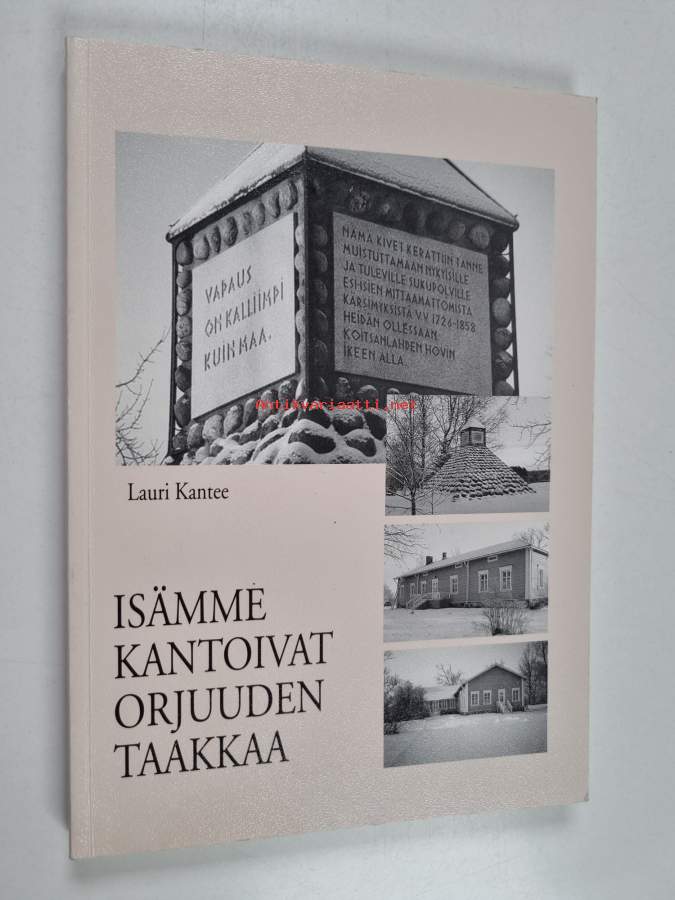 VAPAUS
ON KALLIIMPI
KUIN MAA.
NÄMÄ KIVET KERÄTTIIN TÄNNE
MUISTUTTAMAAN NYKYISILLE
JA TULEVILLE SUKUPOLVILLE
ESI-ISIEN MITTAAMATTOMISTA
KÄRSIMYKSISTÄ V.V. 1726-1858
HEIDÄN OLLESSAAN
KOITSANLAHDEN HOVIN
IKEEN ALLA.
Antikvariaatti.net
Lauri Kantee
ISÄMME
KANTOIVAT
ORJUUDEN
TAAKKAA